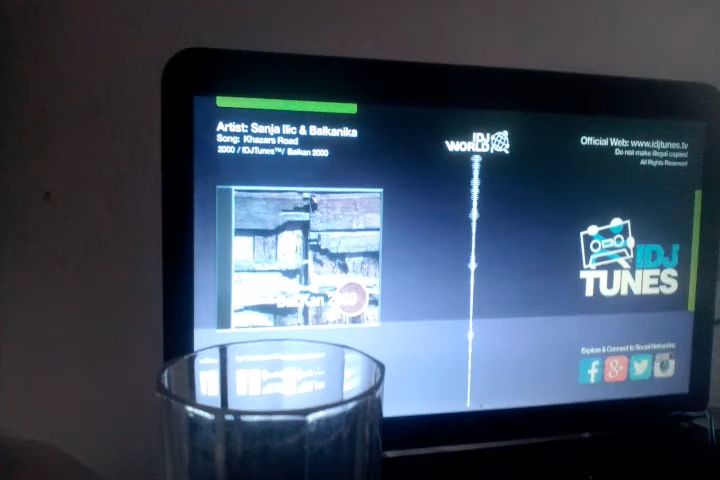 Artist: Sanja Ilic & Balkanika
Song: Khazars Road
2000 / IDJTunes™/ Balkan 2000
IDJ
WORLD
Official Web: www.idjtunes.tv
Do not make illegal copies!
All Rights Reserved
Balkan 2000
IDJ
TUNES
Explore & Connect to Social Networks: